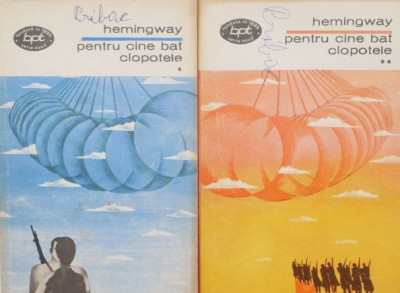 hemingway
pentru cine bat
clopotele
*
bpt
hemingway
pentru cine bat
clopotele
**
bpt